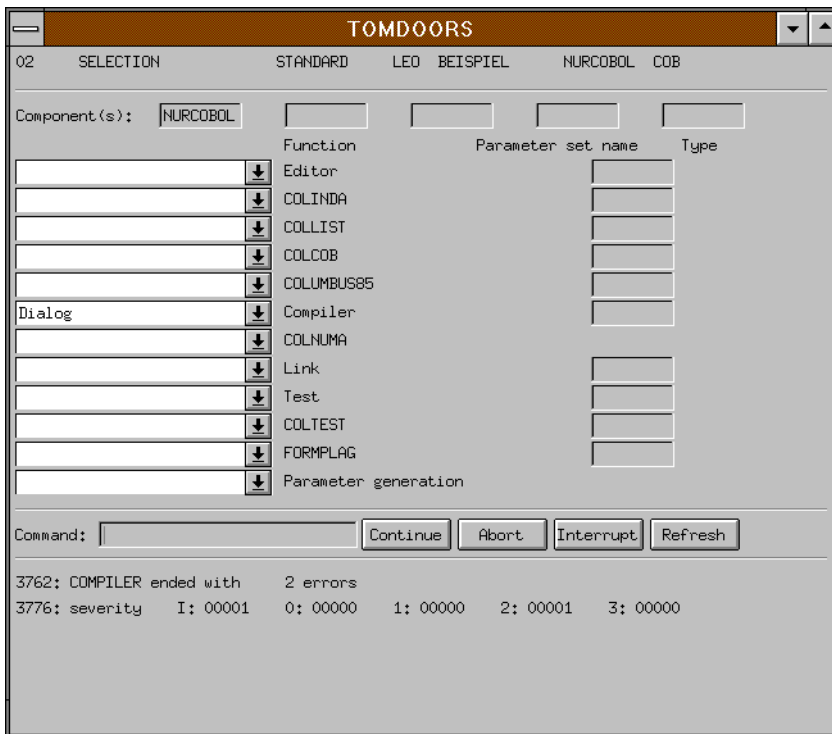 TOMDOORS
02 SELECTION STANDARD LEO BEISPIEL NURCOBOL COB
Component(s): NURCOBOL
Function Parameter set name Type
Editor
COLINDA
COLLIST
COLCOB
COLUMBUS85
Dialog Compiler
COLNUMA
Link
Test
COLTEST
FORMPLAG
Parameter generation
Command: Continue Abort Interrupt Refresh
3762: COMPILER ended with 2 errors
3776: severity I: 00001 0: 00000 1: 00000 2: 00001 3: 00000